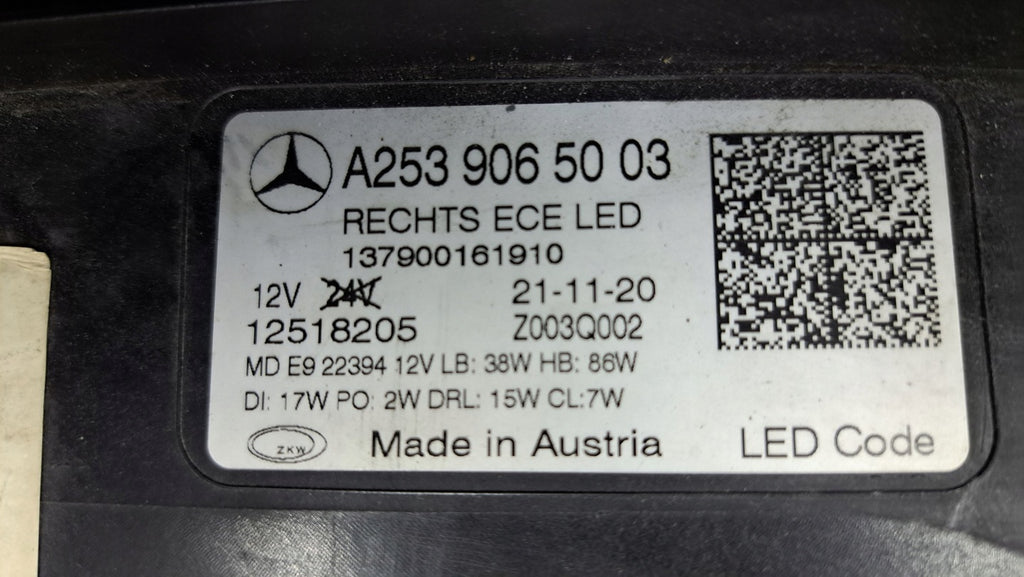 A253 906 50 03
RECHTS ECE LED
137900161910
12V 24V 21-11-20
12518205 Z003Q002
MD E9 22394 12V LB: 38W HB: 86W
DI: 17W PO: 2W DRL: 15W CL:7W
ZKW Made in Austria LED Code